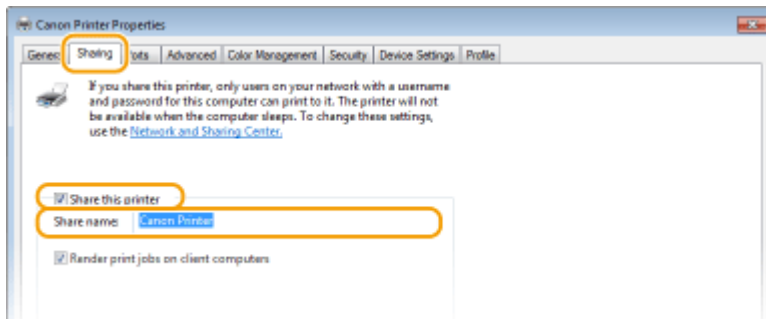 Canon Printer Properties
General Sharing Ports Advanced Color Management Security Device Settings Profile
If you share this printer, only users on your network with a username
and password for this computer can print to it. The printer will not
be available when the computer sleeps. To change these settings,
use the Network and Sharing Center.
Share this printer
Share name: Canon Printer
Render print jobs on client computers